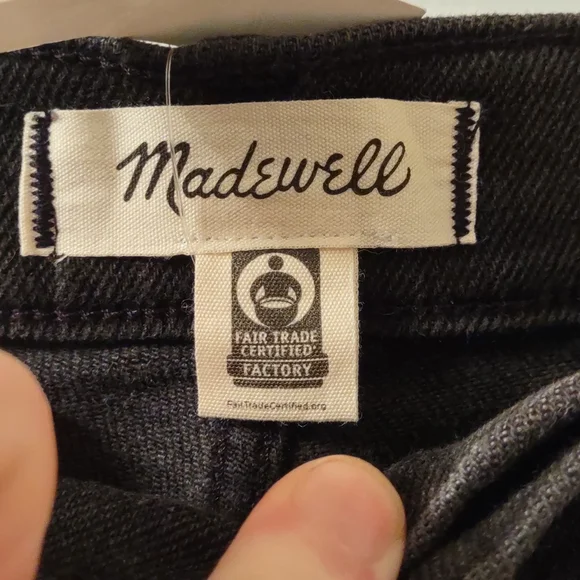 Madewell
FAIR TRADE
CERTIFIED
FACTORY
FairTradeCertified.org